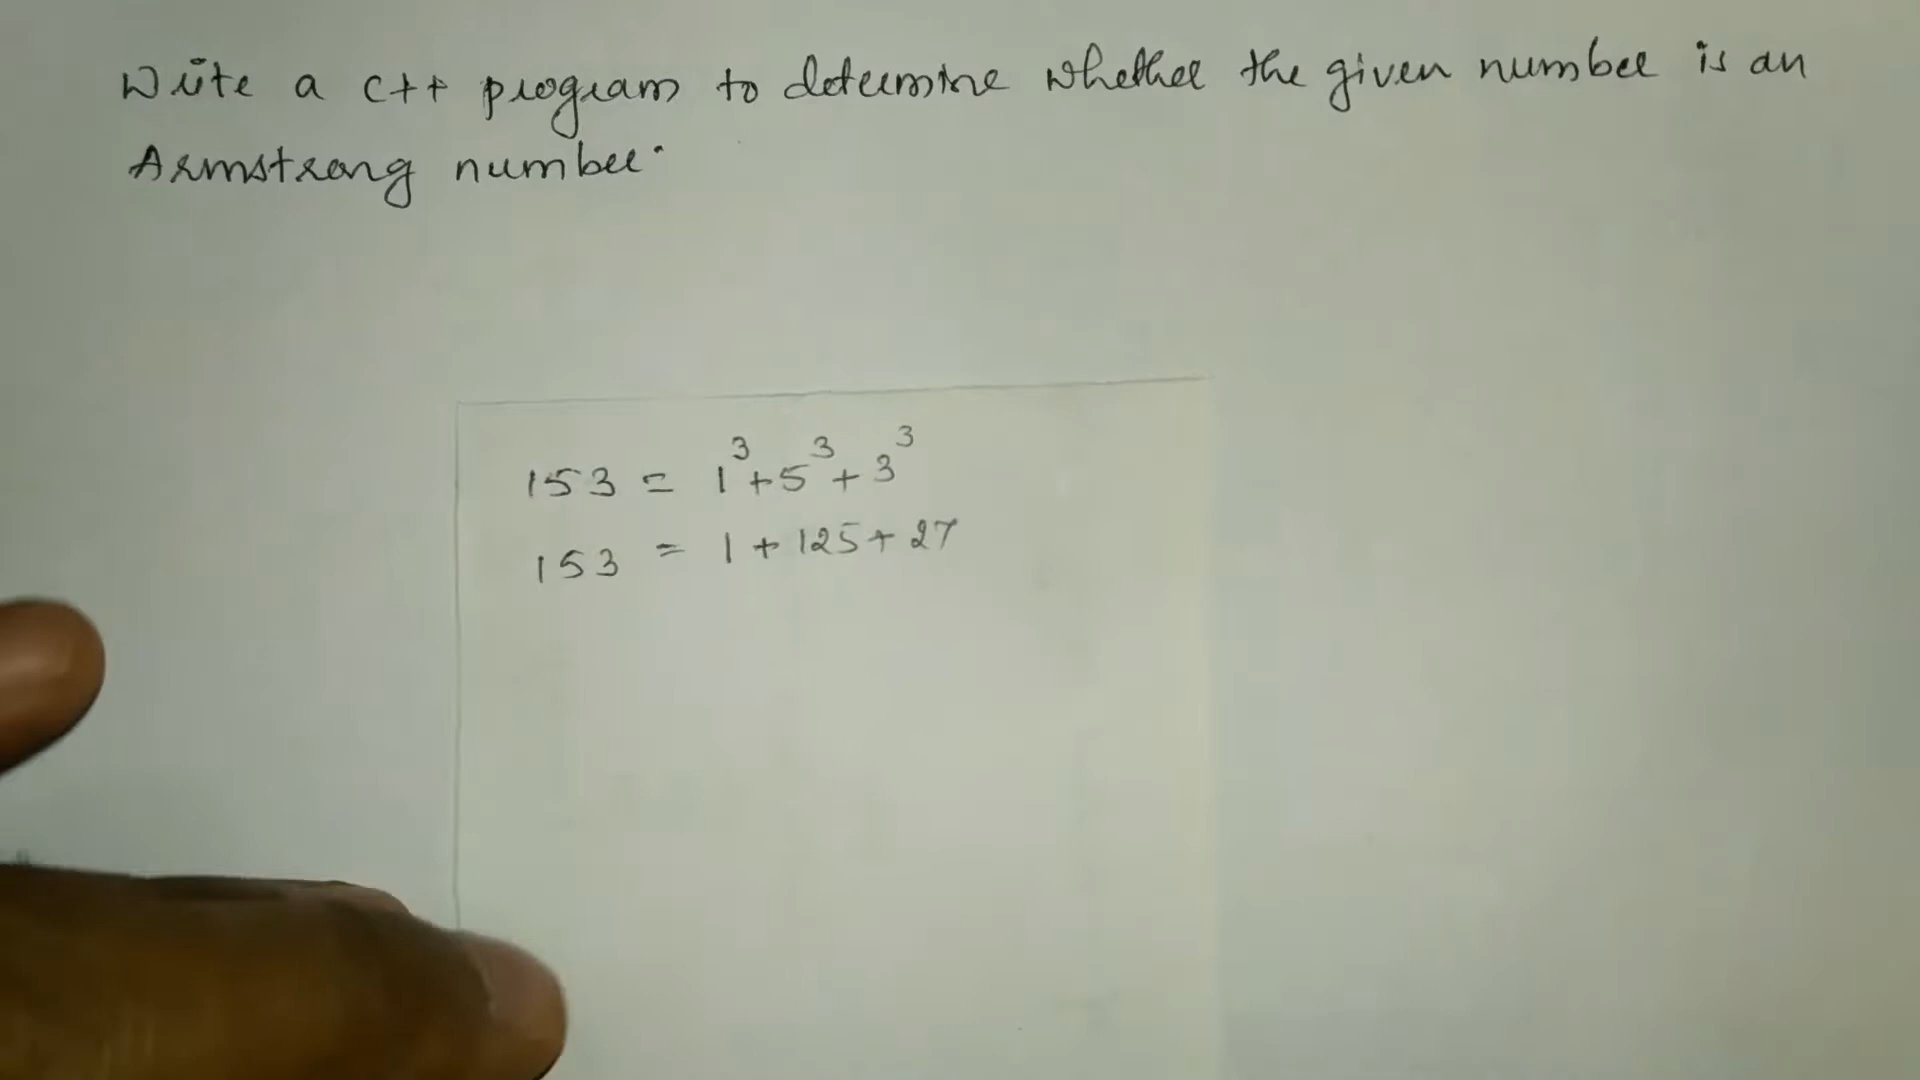 Write a C++ program to determine whether the given number is an
Armstrong number.
153 = 1³+5³+3³
153 = 1+125+27